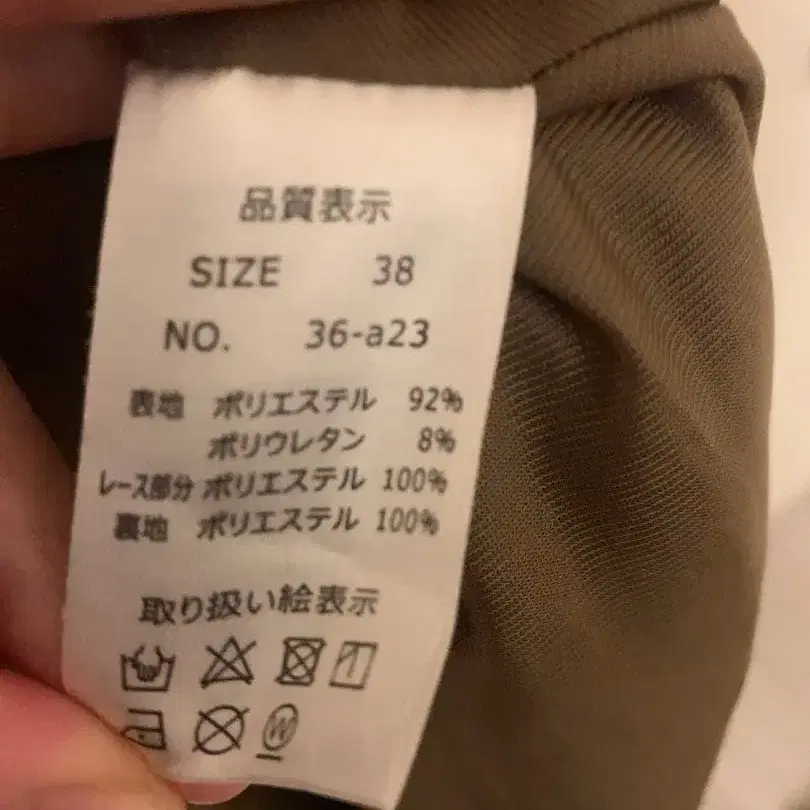 品質表示
SIZE 38
NO. 36-a23
表地 ポリエステル 92%
ポリウレタン 8%
レース部分 ポリエステル 100%
裏地 ポリエステル 100%
取り扱い絵表示
W